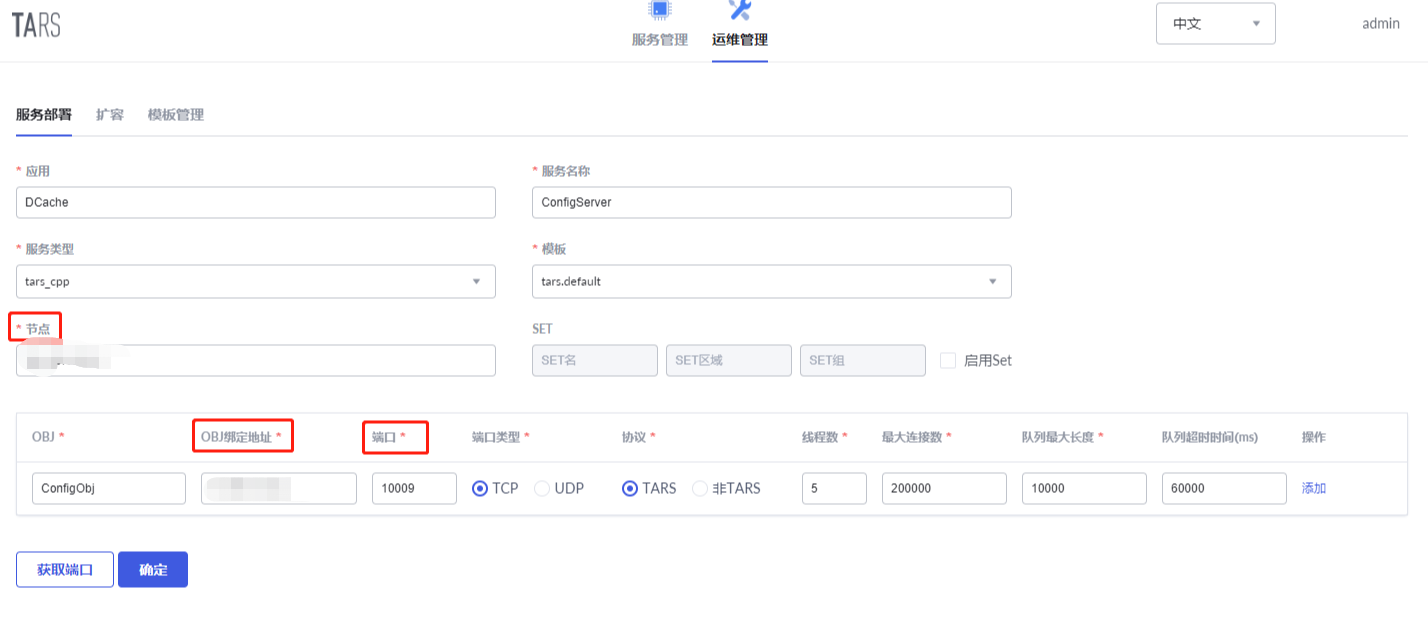 TARS
服务管理
运维管理
中文
admin
服务部署 扩容 模板管理
* 应用
* 服务名称
DCache
ConfigServer
* 服务类型
* 模板
tars_cpp
tars.default
* 节点
SET
SET名 SET区域 SET组 启用Set
OBJ * OBJ绑定地址 * 端口 * 端口类型 * 协议 * 线程数 * 最大连接数 * 队列最大长度 * 队列超时时间(ms) 操作
ConfigObj 10009 TCP UDP TARS 非TARS 5 200000 10000 60000 添加
获取端口 确定